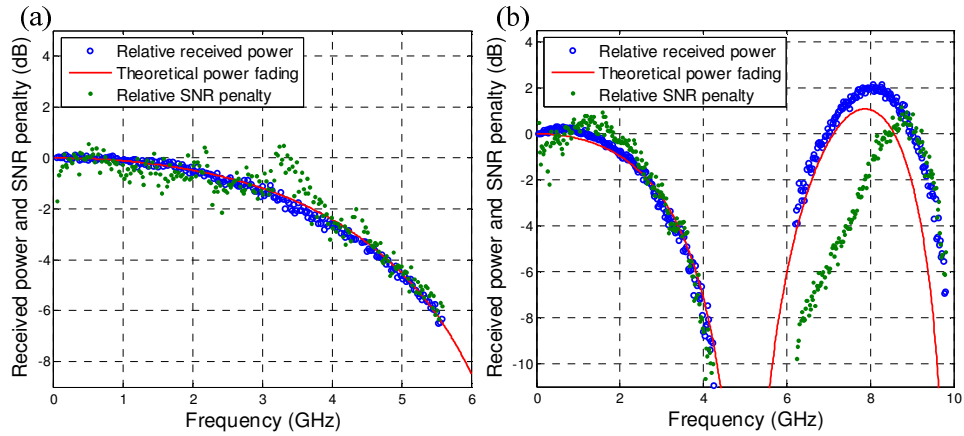 (a)
Received power and SNR penalty (dB)
4
2
0
-2
-4
-6
-8
Relative received power
Theoretical power fading
Relative SNR penalty
0
1
2
3
4
5
6
Frequency (GHz)
(b)
Received power and SNR penalty (dB)
4
2
0
-2
-4
-6
-8
-10
Relative received power
Theoretical power fading
Relative SNR penalty
0
2
4
6
8
10
Frequency (GHz)